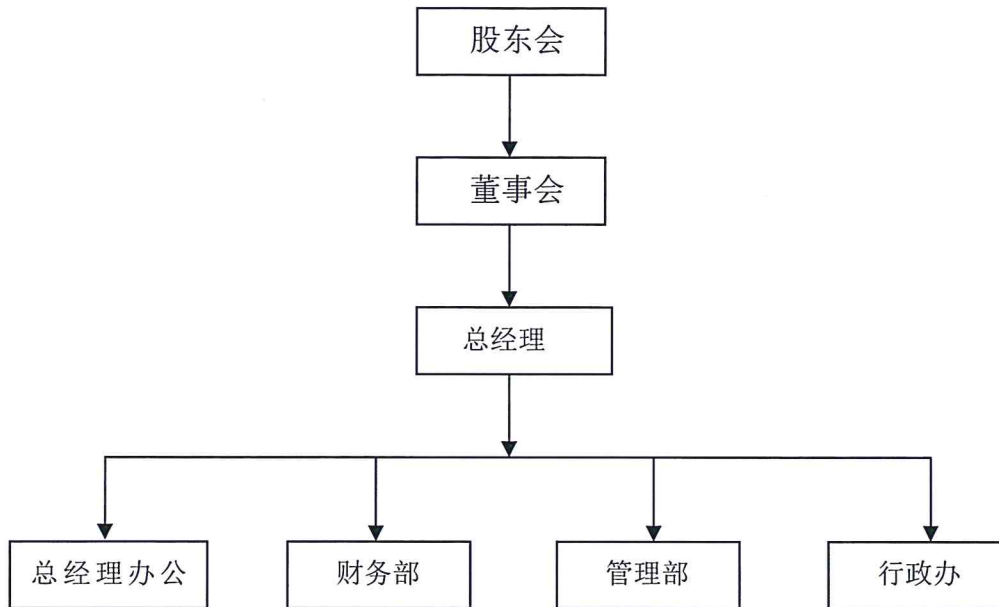 股东会
董事会
总经理
总经理办公
财务部
管理部
行政办